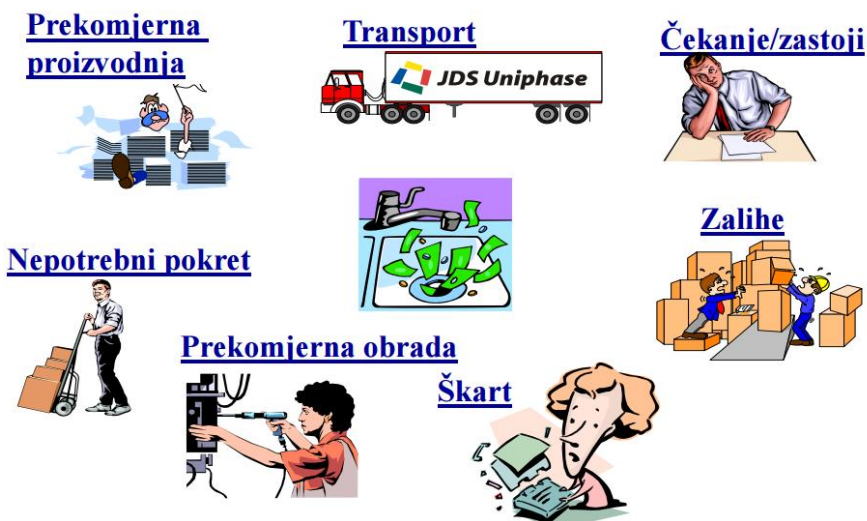 Prekomjerna
proizvodnja
Transport
JDS Uniphase
Čekanje/zastoji
Zalihe
Nepotrebni pokret
Prekomjerna obrada
Škart